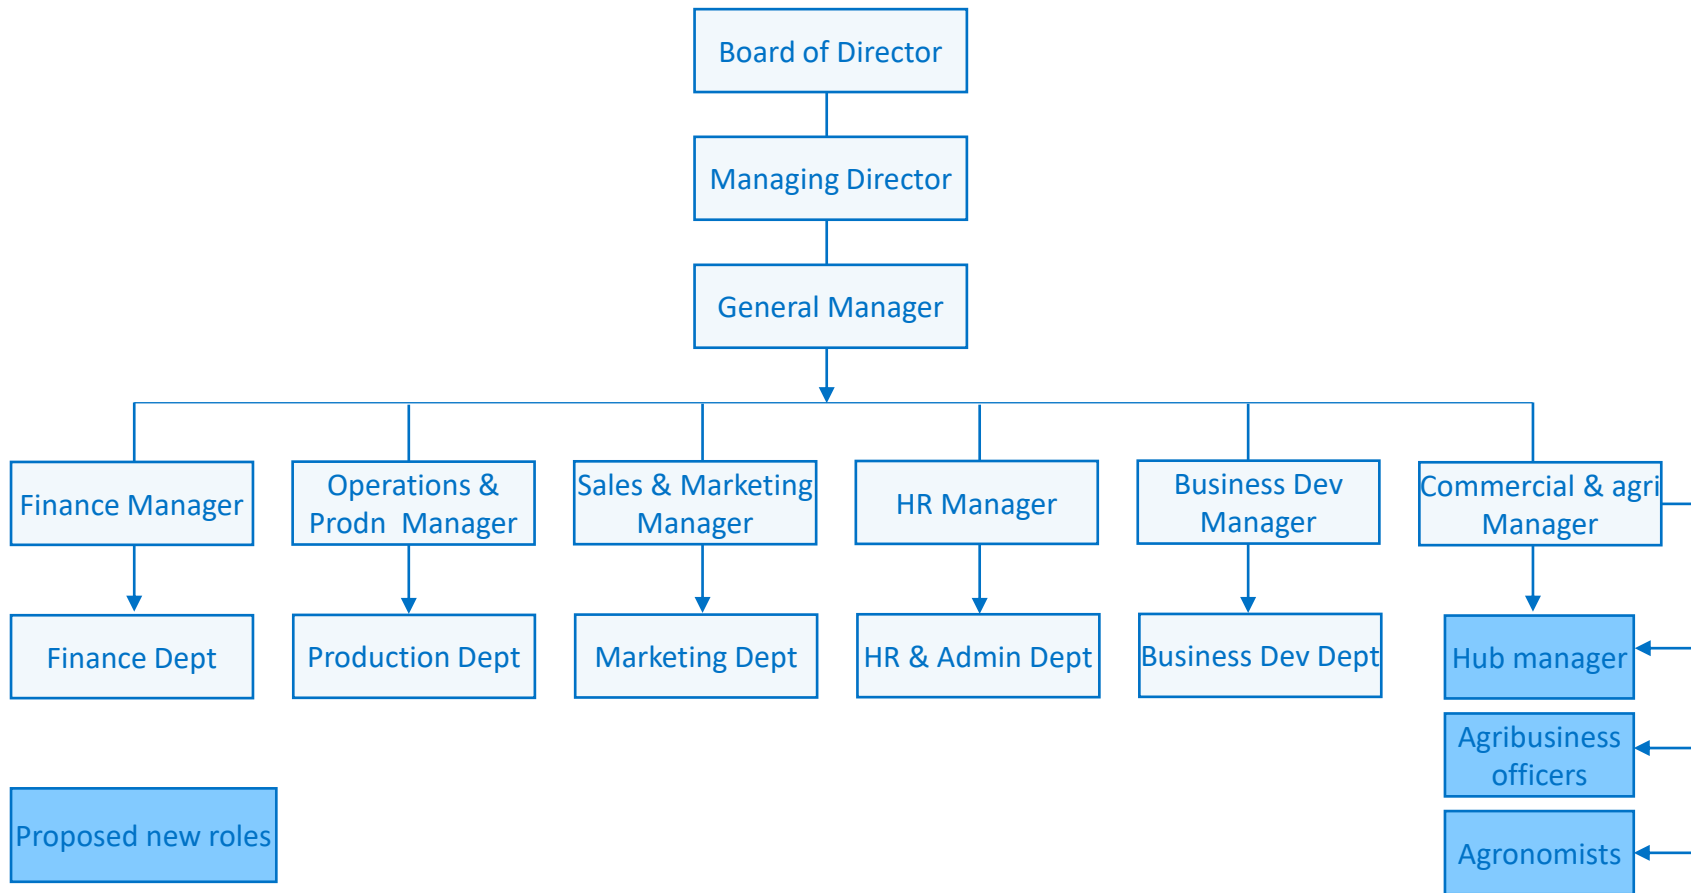 Board of Director
Managing Director
General Manager
Finance Manager
Operations &
Prodn  Manager
Sales & Marketing
Manager
HR Manager
Business Dev
Manager
Commercial & agri
Manager
Finance Dept
Production Dept
Marketing Dept
HR & Admin Dept
Business Dev Dept
Hub manager
Agribusiness
officers
Proposed new roles
Agronomists